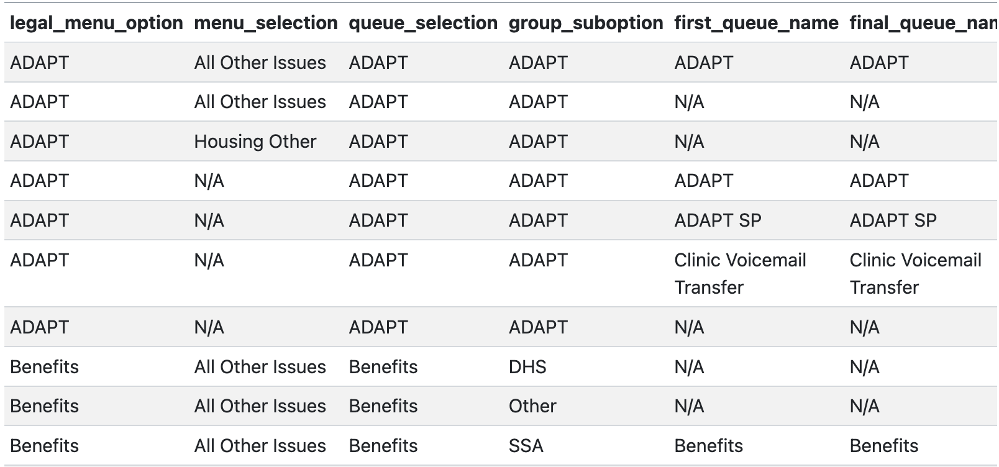 legal_menu_option menu_selection queue_selection group_suboption first_queue_name final_queue_nan
ADAPT All Other Issues ADAPT ADAPT ADAPT ADAPT
ADAPT All Other Issues ADAPT ADAPT N/A N/A
ADAPT Housing Other ADAPT ADAPT N/A N/A
ADAPT N/A ADAPT ADAPT ADAPT ADAPT
ADAPT N/A ADAPT ADAPT ADAPT SP ADAPT SP
ADAPT N/A ADAPT ADAPT Clinic Voicemail Clinic Voicemail
Transfer Transfer
ADAPT N/A ADAPT ADAPT N/A N/A
Benefits All Other Issues Benefits DHS N/A N/A
Benefits All Other Issues Benefits Other N/A N/A
Benefits All Other Issues Benefits SSA Benefits Benefits